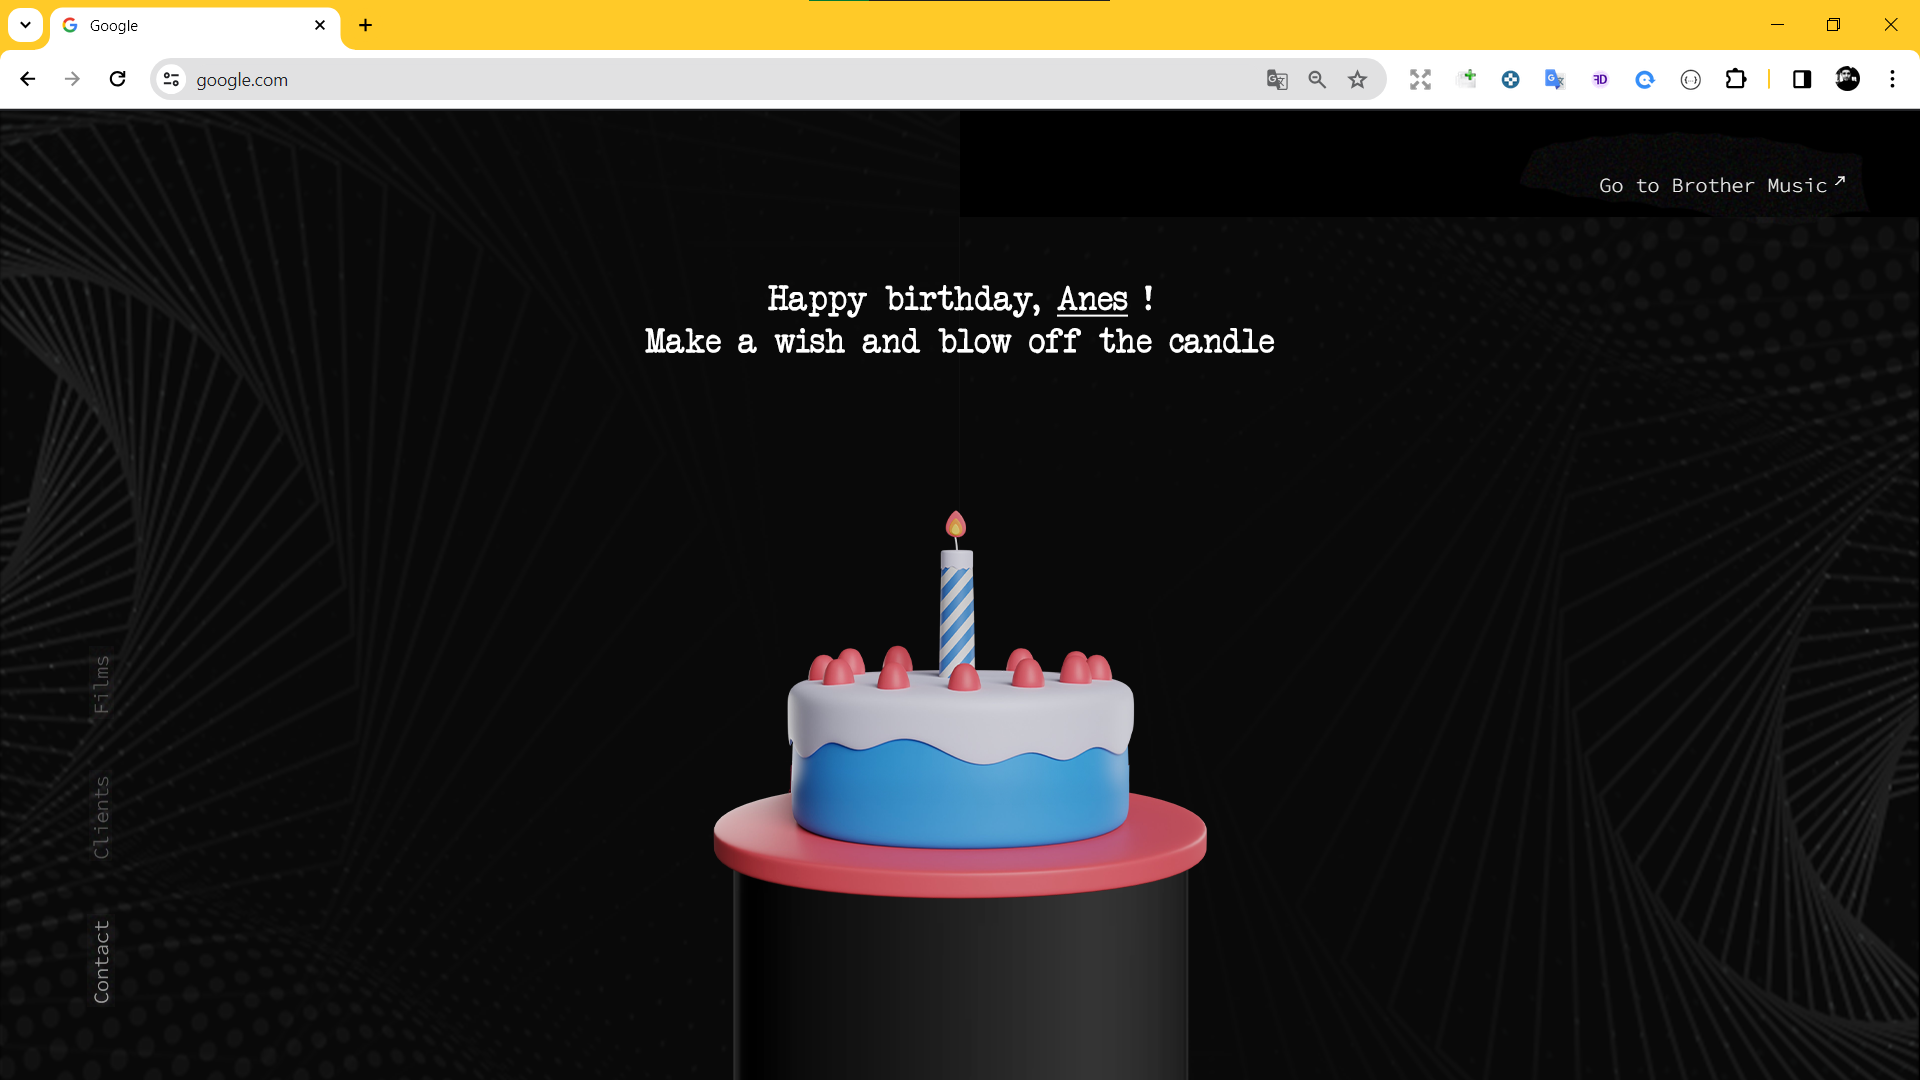 Google
google.com
Go to Brother Music
Happy birthday, Anes !
Make a wish and blow off the candle
Films
Clients
Contact